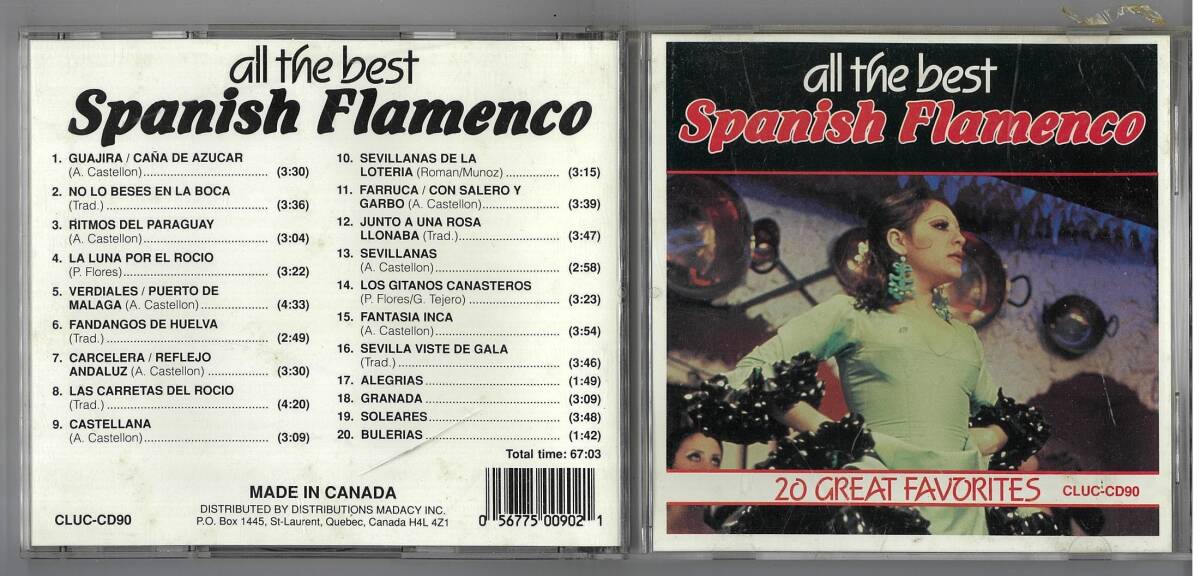 all the best
Spanish Flamenco
1. GUAJIRA / CAÑA DE AZUCAR
(A. Castellon) (3:30)
2. NO LO BESES EN LA BOCA
(Trad.) (3:36)
3. RITMOS DEL PARAGUAY
(A. Castellon) (3:04)
4. LA LUNA POR EL ROCIO
(P. Flores) (3:22)
5. VERDIALES / PUERTO DE
MALAGA (A. Castellon) (4:33)
6. FANDANGOS DE HUELVA
(Trad.) (2:49)
7. CARCELERA / REFLEJO
ANDALUZ (A. Castellon) (3:30)
8. LAS CARRETAS DEL ROCIO
(Trad.) (4:20)
9. CASTELLANA
(A. Castellon) (3:09)
10. SEVILLANAS DE LA
LOTERIA (Roman/Munoz) (3:15)
11. FARRUCA / CON SALERO Y
GARBO (A. Castellon) (3:39)
12. JUNTO A UNA ROSA
LLONABA (Trad.) (3:47)
13. SEVILLANAS
(A. Castellon) (2:58)
14. LOS GITANOS CANASTEROS
(P. Flores/G. Tejero) (3:23)
15. FANTASIA INCA
(A. Castellon) (3:54)
16. SEVILLA VISTE DE GALA
(Trad.) (3:46)
17. ALEGRIAS (1:49)
18. GRANADA (3:09)
19. SOLEARES (3:48)
20. BULERIAS (1:42)
Total time: 67:03
MADE IN CANADA
DISTRIBUTED BY DISTRIBUTIONS MADACY INC.
P.O. Box 1445, St-Laurent, Quebec, Canada H4L 4Z1
CLUC-CD90
0 56775 00902 1
all the best
Spanish Flamenco
20 GREAT FAVORITES CLUC-CD90